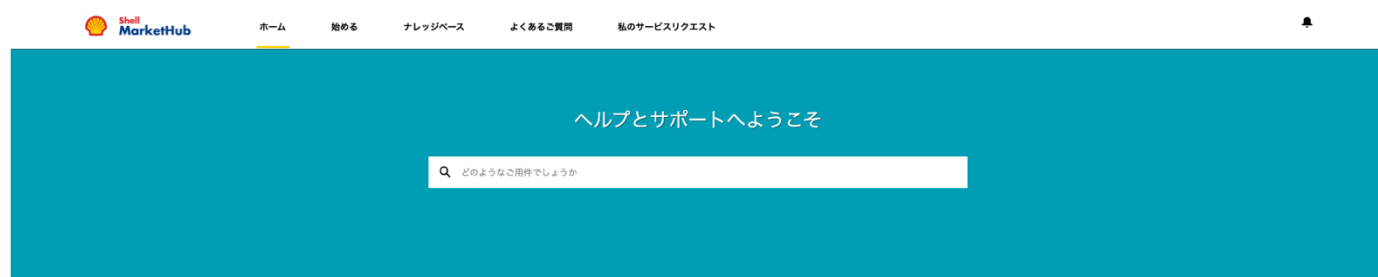 Shell
MarketHub
ホーム 始める ナレッジベース よくあるご質問 私のサービスリクエスト
ヘルプとサポートへようこそ
どのようなご用件でしょうか